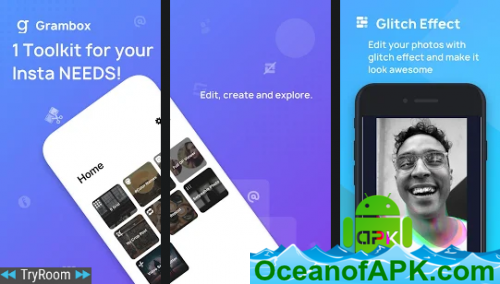 Grambox
1 Toolkit for your
Insta NEEDS!
Home
Edit, create and explore.
Glitch Effect
Edit your photos with
glitch effect and make it
look awesome
aPK
OceanofAPK.com
TryRoom